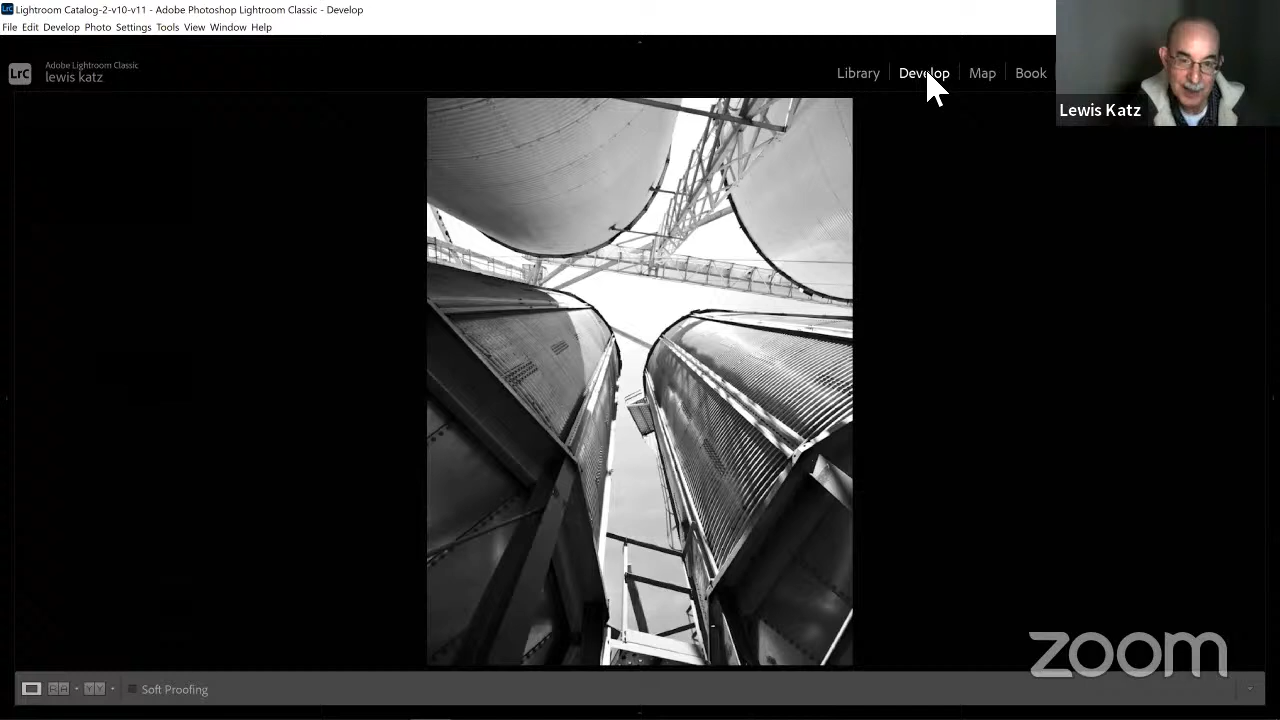 Lightroom Catalog-2-v10-v11 - Adobe Photoshop Lightroom Classic - Develop
File Edit Develop Photo Settings Tools View Window Help
LrC
Adobe Lightroom Classic
lewis katz
Library Develop Map Book
Lewis Katz
zoom
Soft Proofing